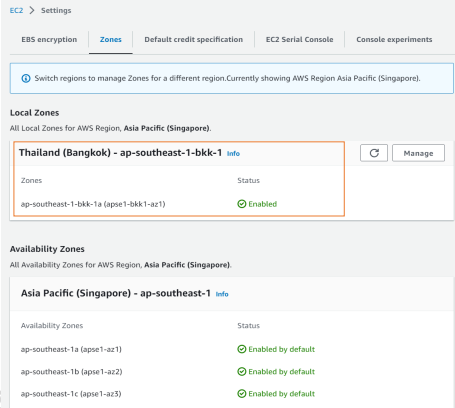 EC2 > Settings
EBS encryption Zones Default credit specification EC2 Serial Console Console experiments
Switch regions to manage Zones for a different region.Currently showing AWS Region Asia Pacific (Singapore).
Local Zones
All Local Zones for AWS Region, Asia Pacific (Singapore).
Thailand (Bangkok) - ap-southeast-1-bkk-1 Info Manage
Zones Status
ap-southeast-1-bkk-1a (apse1-bkk1-az1) Enabled
Availability Zones
All Availability Zones for AWS Region, Asia Pacific (Singapore).
Asia Pacific (Singapore) - ap-southeast-1 Info
Availability Zones Status
ap-southeast-1a (apse1-az1) Enabled by default
ap-southeast-1b (apse1-az2) Enabled by default
ap-southeast-1c (apse1-az3) Enabled by default